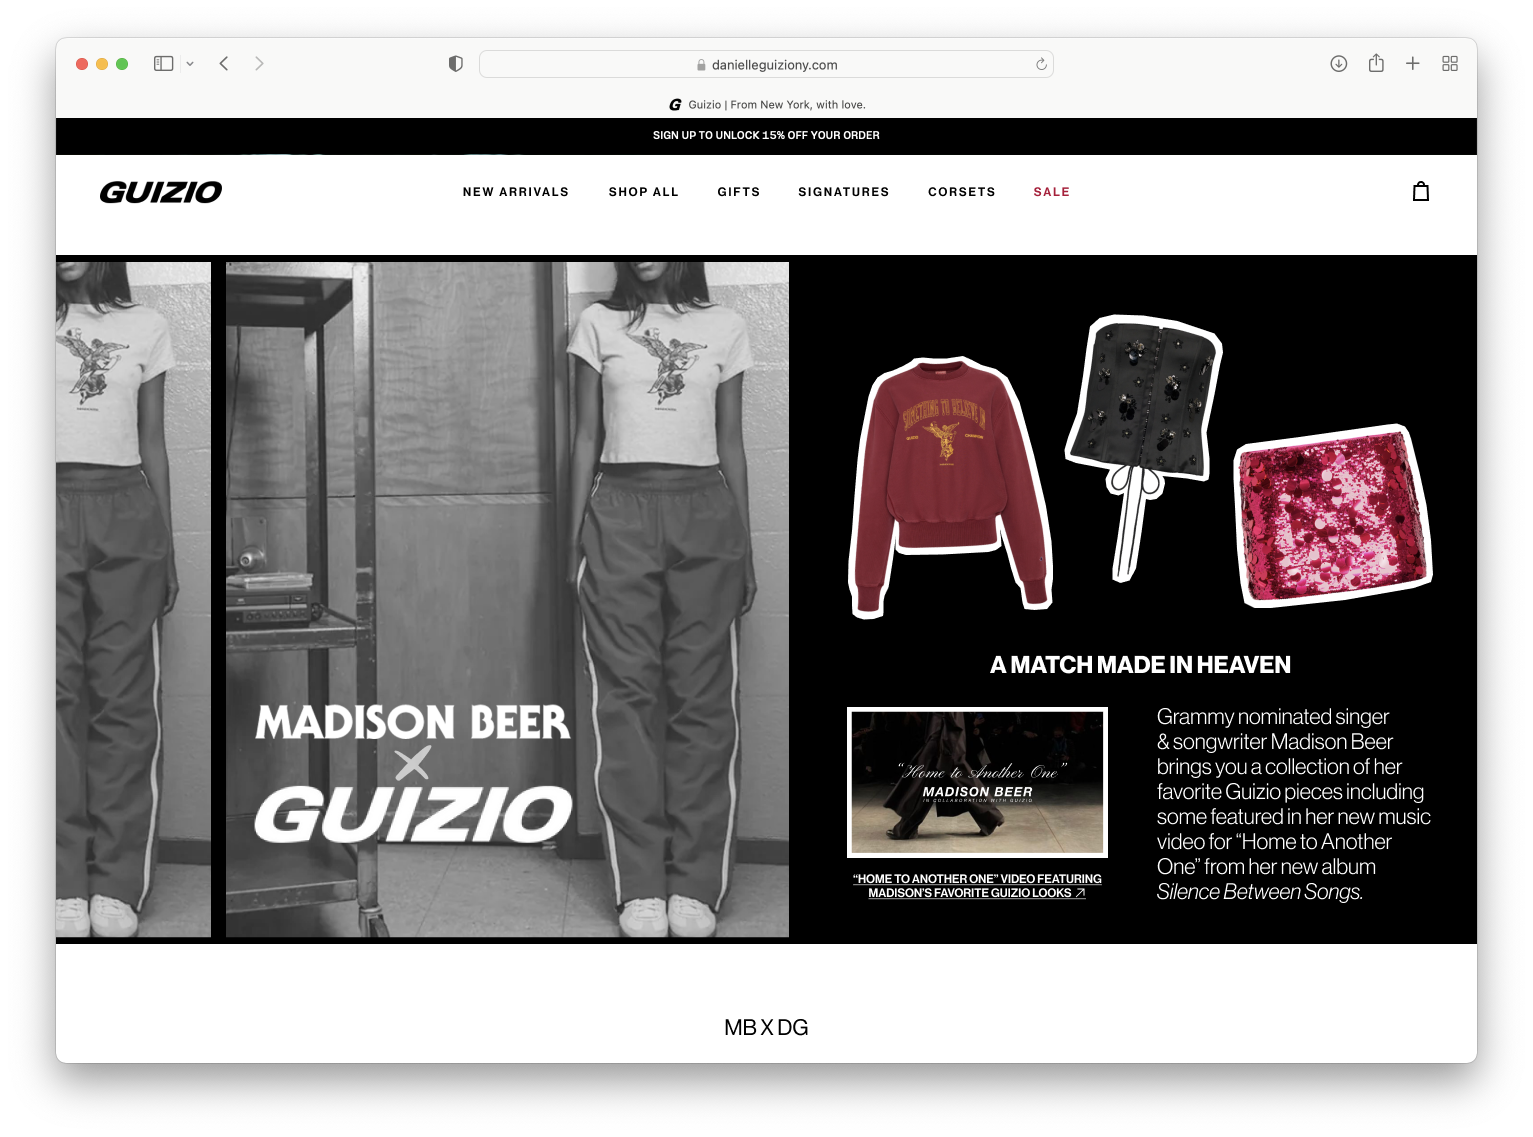 danielleguiziony.com
G Guizio | From New York, with love.
SIGN UP TO UNLOCK 15% OFF YOUR ORDER
GUIZIO
NEW ARRIVALS
SHOP ALL
GIFTS
SIGNATURES
CORSETS
SALE
MADISON BEER
X
GUIZIO
SOMETHING TO BELIEVE IN
A MATCH MADE IN HEAVEN
“Home to Another One”
MADISON BEER
IN COLLABORATION WITH GUIZIO
“HOME TO ANOTHER ONE” VIDEO FEATURING
MADISON’S FAVORITE GUIZIO LOOKS ↗
Grammy nominated singer
& songwriter Madison Beer
brings you a collection of her
favorite Guizio pieces including
some featured in her new music
video for “Home to Another
One” from her new album
Silence Between Songs.
MB X DG